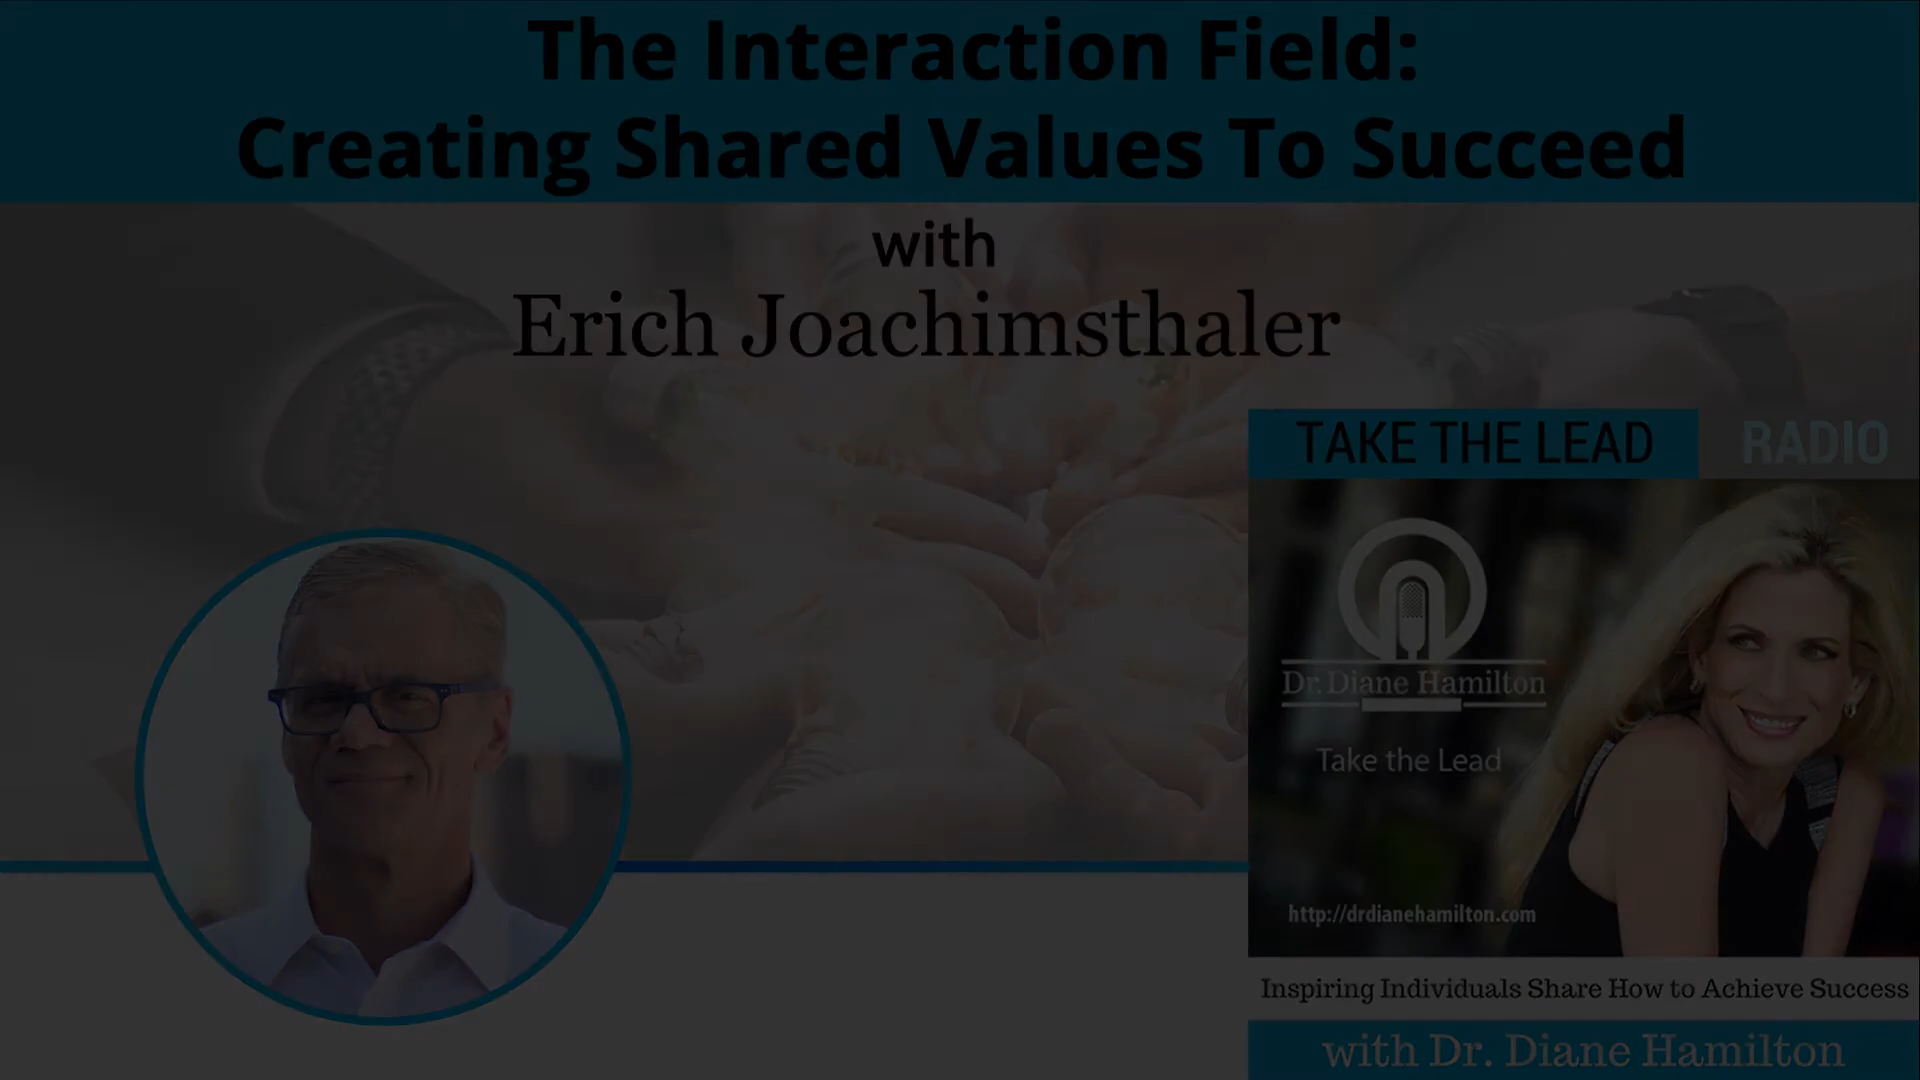 The Interaction Field:
Creating Shared Values To Succeed
with
Erich Joachimsthaler
TAKE THE LEAD RADIO
Dr. Diane Hamilton
Take the Lead
http://drdianehamilton.com
Inspiring Individuals Share How to Achieve Success
with Dr. Diane Hamilton